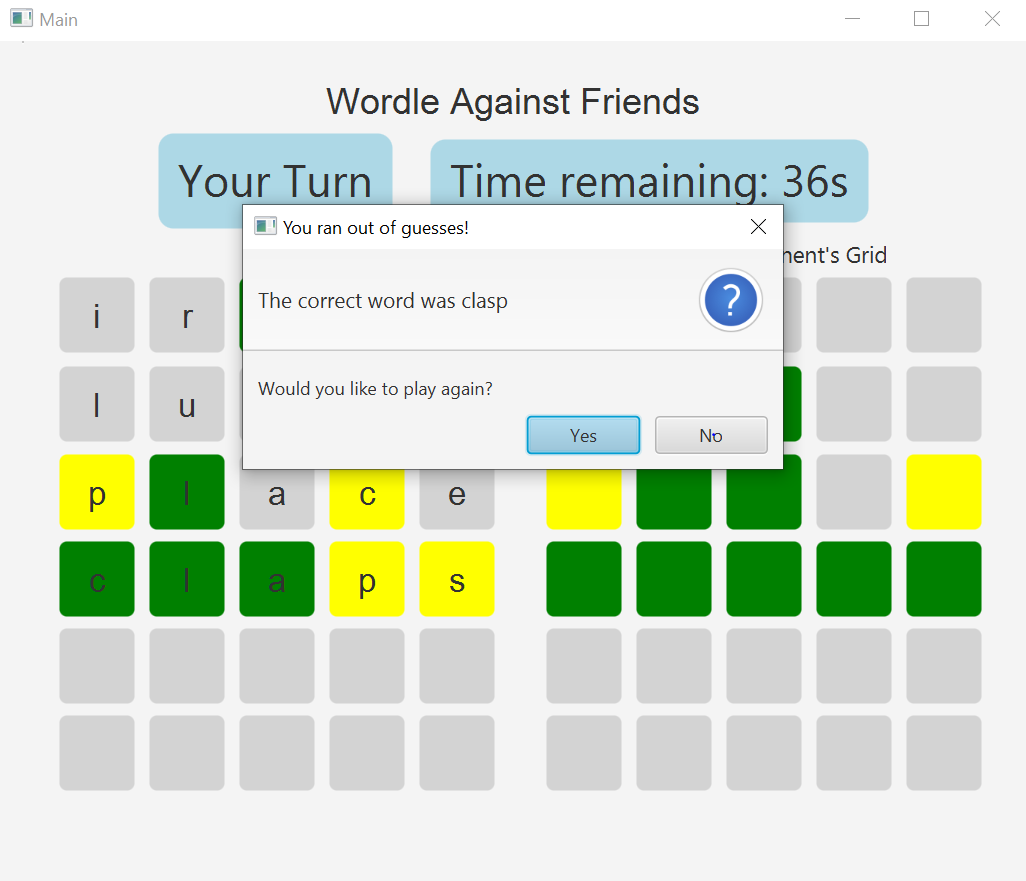 Main
Wordle Against Friends
Your Turn
Time remaining: 36s
You ran out of guesses!
nent's Grid
The correct word was clasp
?
i r
Would you like to play again?
l u
Yes No
p l a c e
c l a p s